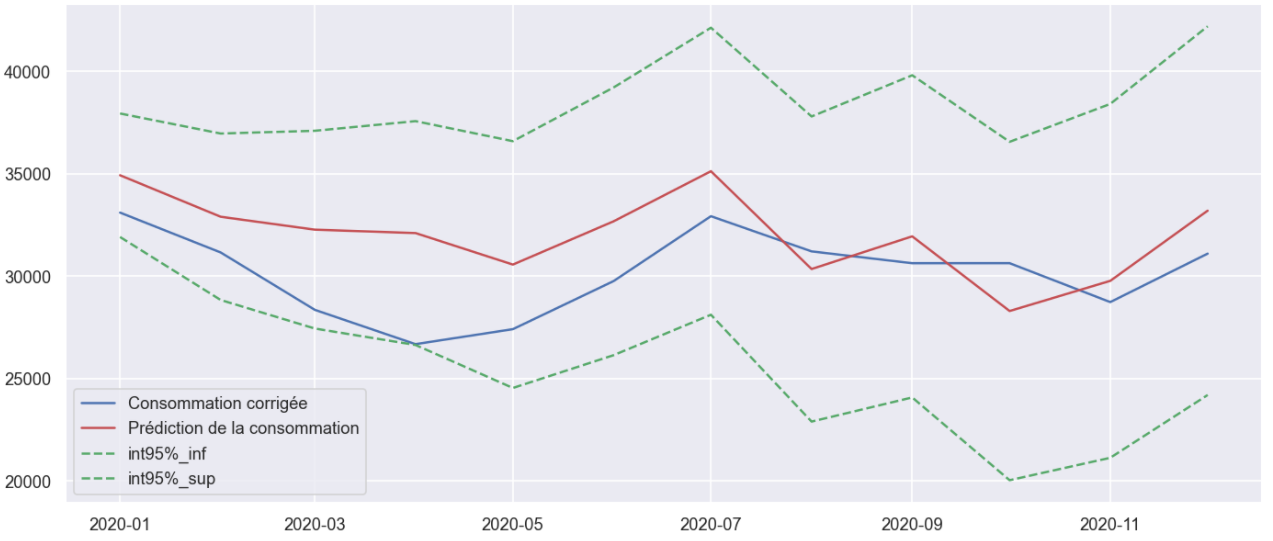 40000
35000
30000
25000
20000
Consommation corrigée
Prédiction de la consommation
int95%_inf
int95%_sup
2020-01 2020-03 2020-05 2020-07 2020-09 2020-11